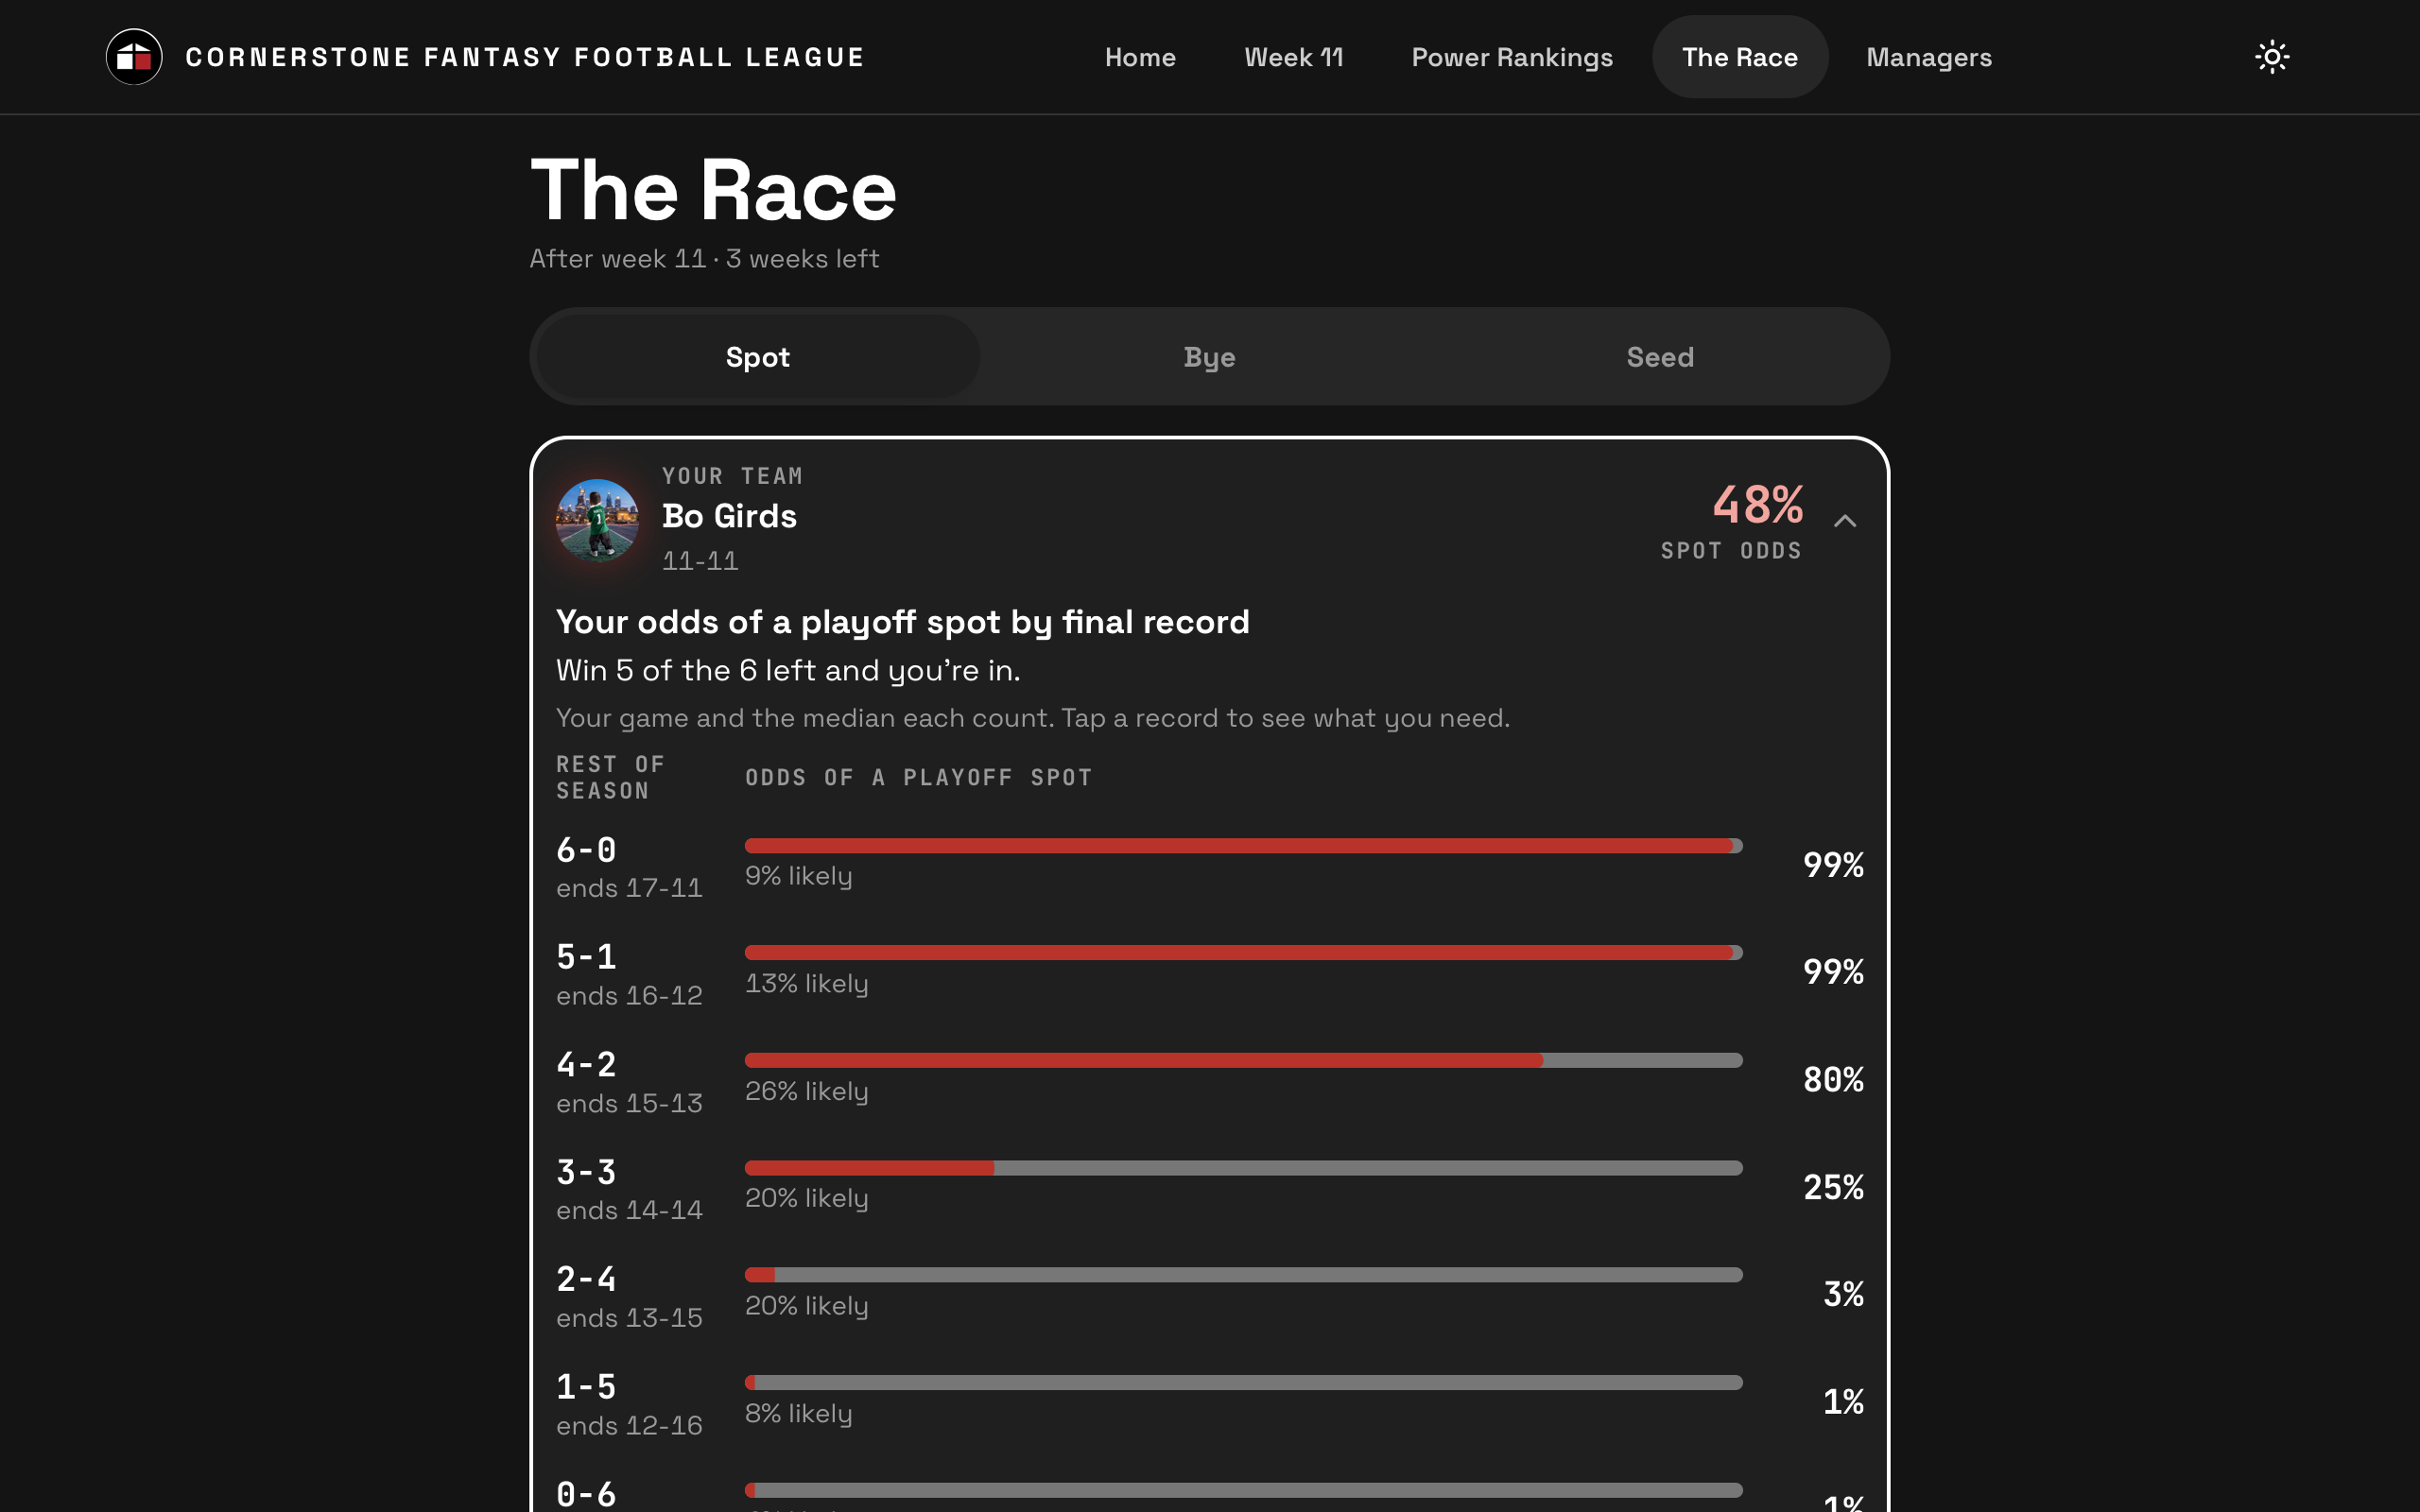 CORNERSTONE FANTASY FOOTBALL LEAGUE
Home
Week 11
Power Rankings
The Race
Managers
The Race
After week 11 · 3 weeks left
Spot
Bye
Seed
YOUR TEAM
Bo Girds
11-11
48%
SPOT ODDS
Your odds of a playoff spot by final record
Win 5 of the 6 left and you're in.
Your game and the median each count. Tap a record to see what you need.
REST OF
SEASON
ODDS OF A PLAYOFF SPOT
6-0
ends 17-11
9% likely
99%
5-1
ends 16-12
13% likely
99%
4-2
ends 15-13
26% likely
80%
3-3
ends 14-14
20% likely
25%
2-4
ends 13-15
20% likely
3%
1-5
ends 12-16
8% likely
1%
0-6
1%